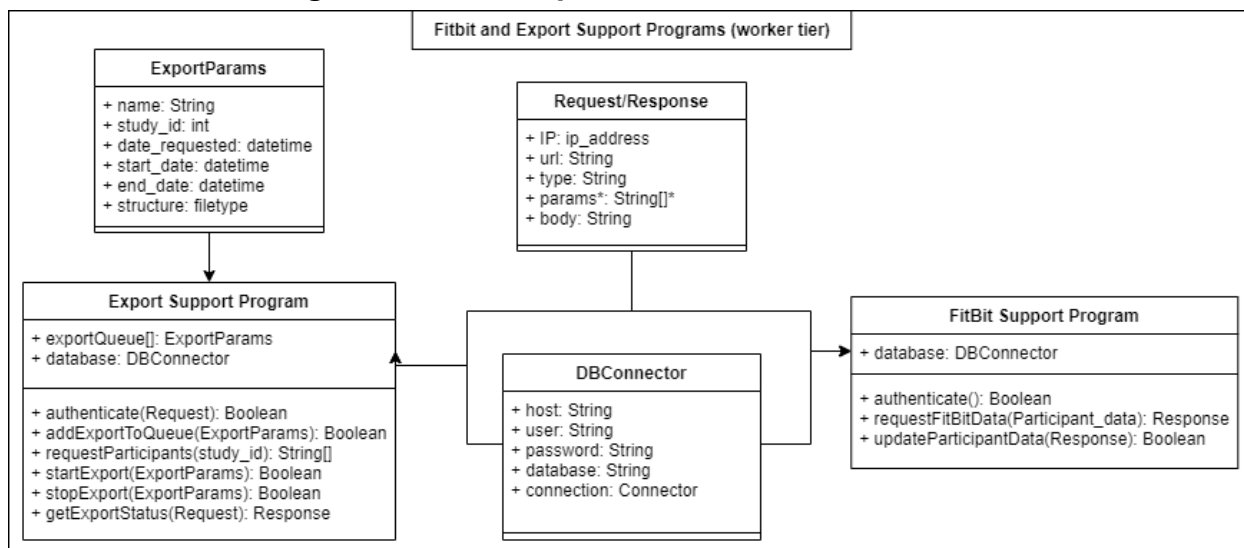 Fitbit and Export Support Programs (worker tier)
ExportParams
+ name: String
+ study_id: int
+ date_requested: datetime
+ start_date: datetime
+ end_date: datetime
+ structure: filetype
Request/Response
+ IP: ip_address
+ url: String
+ type: String
+ params*: String[]*
+ body: String
Export Support Program
+ exportQueue[]: ExportParams
+ database: DBConnector
+ authenticate(Request): Boolean
+ addExportToQueue(ExportParams): Boolean
+ requestParticipants(study_id): String[]
+ startExport(ExportParams): Boolean
+ stopExport(ExportParams): Boolean
+ getExportStatus(Request): Response
DBConnector
+ host: String
+ user: String
+ password: String
+ database: String
+ connection: Connector
FitBit Support Program
+ database: DBConnector
+ authenticate(): Boolean
+ requestFitBitData(Participant_data): Response
+ updateParticipantData(Response): Boolean